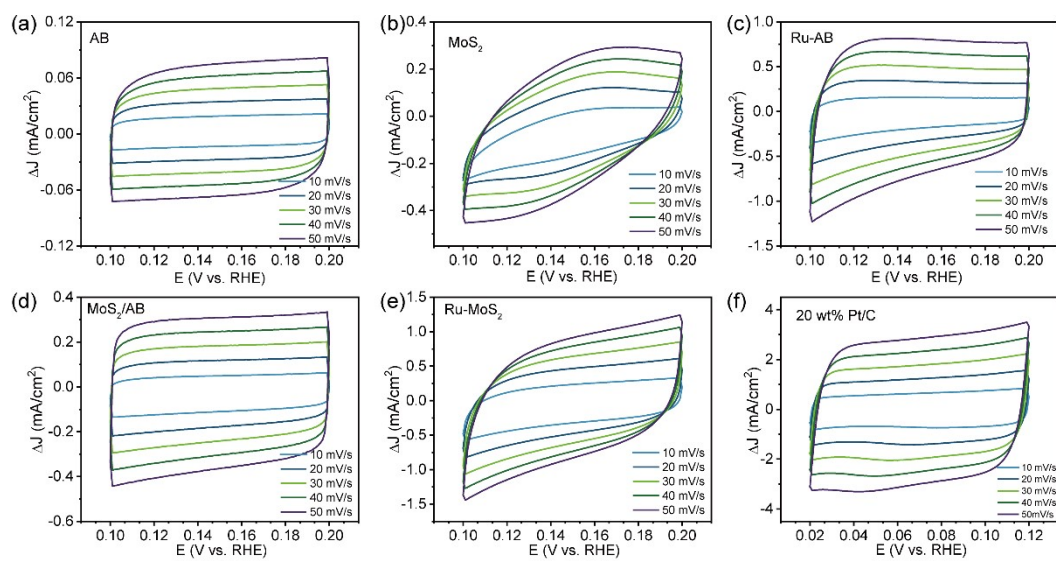 (a)
AB
ΔJ (mA/cm²)
0.12
0.06
0.00
-0.06
-0.12
10 mV/s
20 mV/s
30 mV/s
40 mV/s
50 mV/s
0.10 0.12 0.14 0.16 0.18 0.20
E (V vs. RHE)
(b)
MoS₂
ΔJ (mA/cm²)
0.4
0.2
0.0
-0.2
-0.4
10 mV/s
20 mV/s
30 mV/s
40 mV/s
50 mV/s
0.10 0.12 0.14 0.16 0.18 0.20
E (V vs. RHE)
(c)
Ru-AB
ΔJ (mA/cm²)
1.0
0.5
0.0
-0.5
-1.0
-1.5
10 mV/s
20 mV/s
30 mV/s
40 mV/s
50 mV/s
0.10 0.12 0.14 0.16 0.18 0.20
E (V vs. RHE)
(d)
MoS₂/AB
ΔJ (mA/cm²)
0.4
0.2
0.0
-0.2
-0.4
-0.6
10 mV/s
20 mV/s
30 mV/s
40 mV/s
50 mV/s
0.10 0.12 0.14 0.16 0.18 0.20
E (V vs. RHE)
(e)
Ru-MoS₂
ΔJ (mA/cm²)
1.5
1.0
0.5
0.0
-0.5
-1.0
-1.5
10 mV/s
20 mV/s
30 mV/s
40 mV/s
50 mV/s
0.10 0.12 0.14 0.16 0.18 0.20
E (V vs. RHE)
(f)
20 wt% Pt/C
ΔJ (mA/cm²)
4
2
0
-2
-4
10 mV/s
20 mV/s
30 mV/s
40 mV/s
50mV/s
0.02 0.04 0.06 0.08 0.10 0.12
E (V vs. RHE)